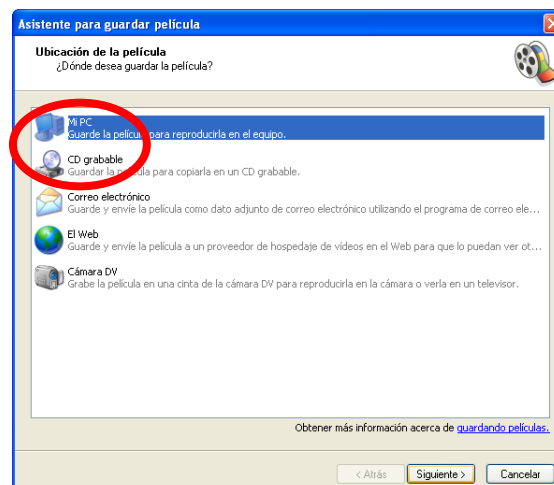 Asistente para guardar película
Ubicación de la película
¿Dónde desea guardar la película?
Mi PC
Guarde la película para reproducirla en el equipo.
CD grabable
Guardar la película para copiarla en un CD grabable.
Correo electrónico
Guarde y envíe la película como dato adjunto de correo electrónico utilizando el programa de correo ele...
El Web
Guarde y envíe la película a un proveedor de hospedaje de vídeos en el Web para que lo puedan ver ot...
Cámara DV
Grabe la película en una cinta de la cámara DV para reproducirla en la cámara o verla en un televisor.
Obtener más información acerca de guardando películas.
< Atrás Siguiente > Cancelar